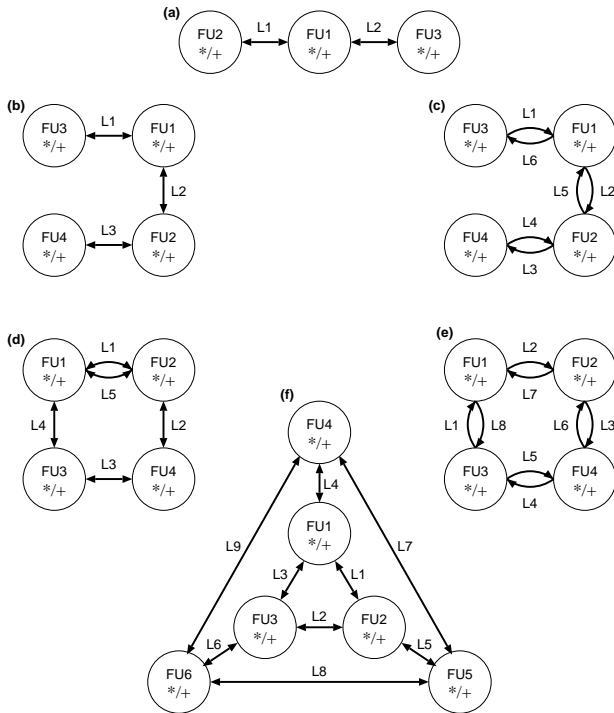 (a)
FU2 */+
L1
FU1 */+
L2
FU3 */+
(b)
FU3 */+
L1
FU1 */+
L2
FU4 */+
L3
FU2 */+
(c)
FU3 */+
L1
L6
FU1 */+
L5
L2
FU4 */+
L4
L3
FU2 */+
(d)
FU1 */+
L1
L5
FU2 */+
L4
L2
FU3 */+
L3
FU4 */+
(e)
FU1 */+
L2
L7
FU2 */+
L1
L8
L6
L3
FU3 */+
L5
L4
FU4 */+
(f)
FU4 */+
L4
L9
L7
FU1 */+
L3
L1
FU3 */+
L2
FU2 */+
L6
L5
FU6 */+
L8
FU5 */+